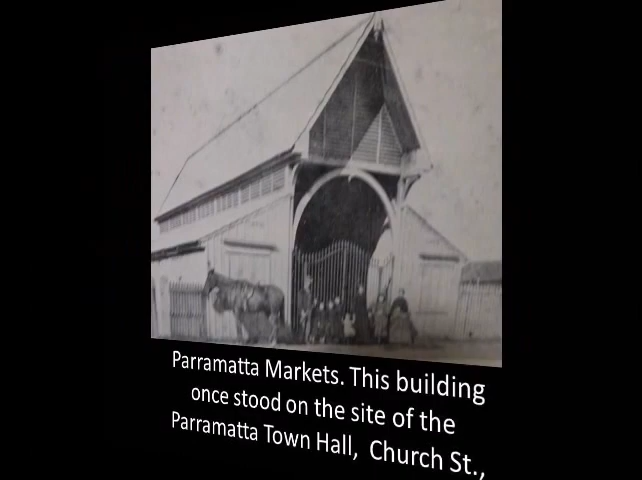 Parramatta Markets. This building
once stood on the site of the
Parramatta Town Hall,  Church St.,